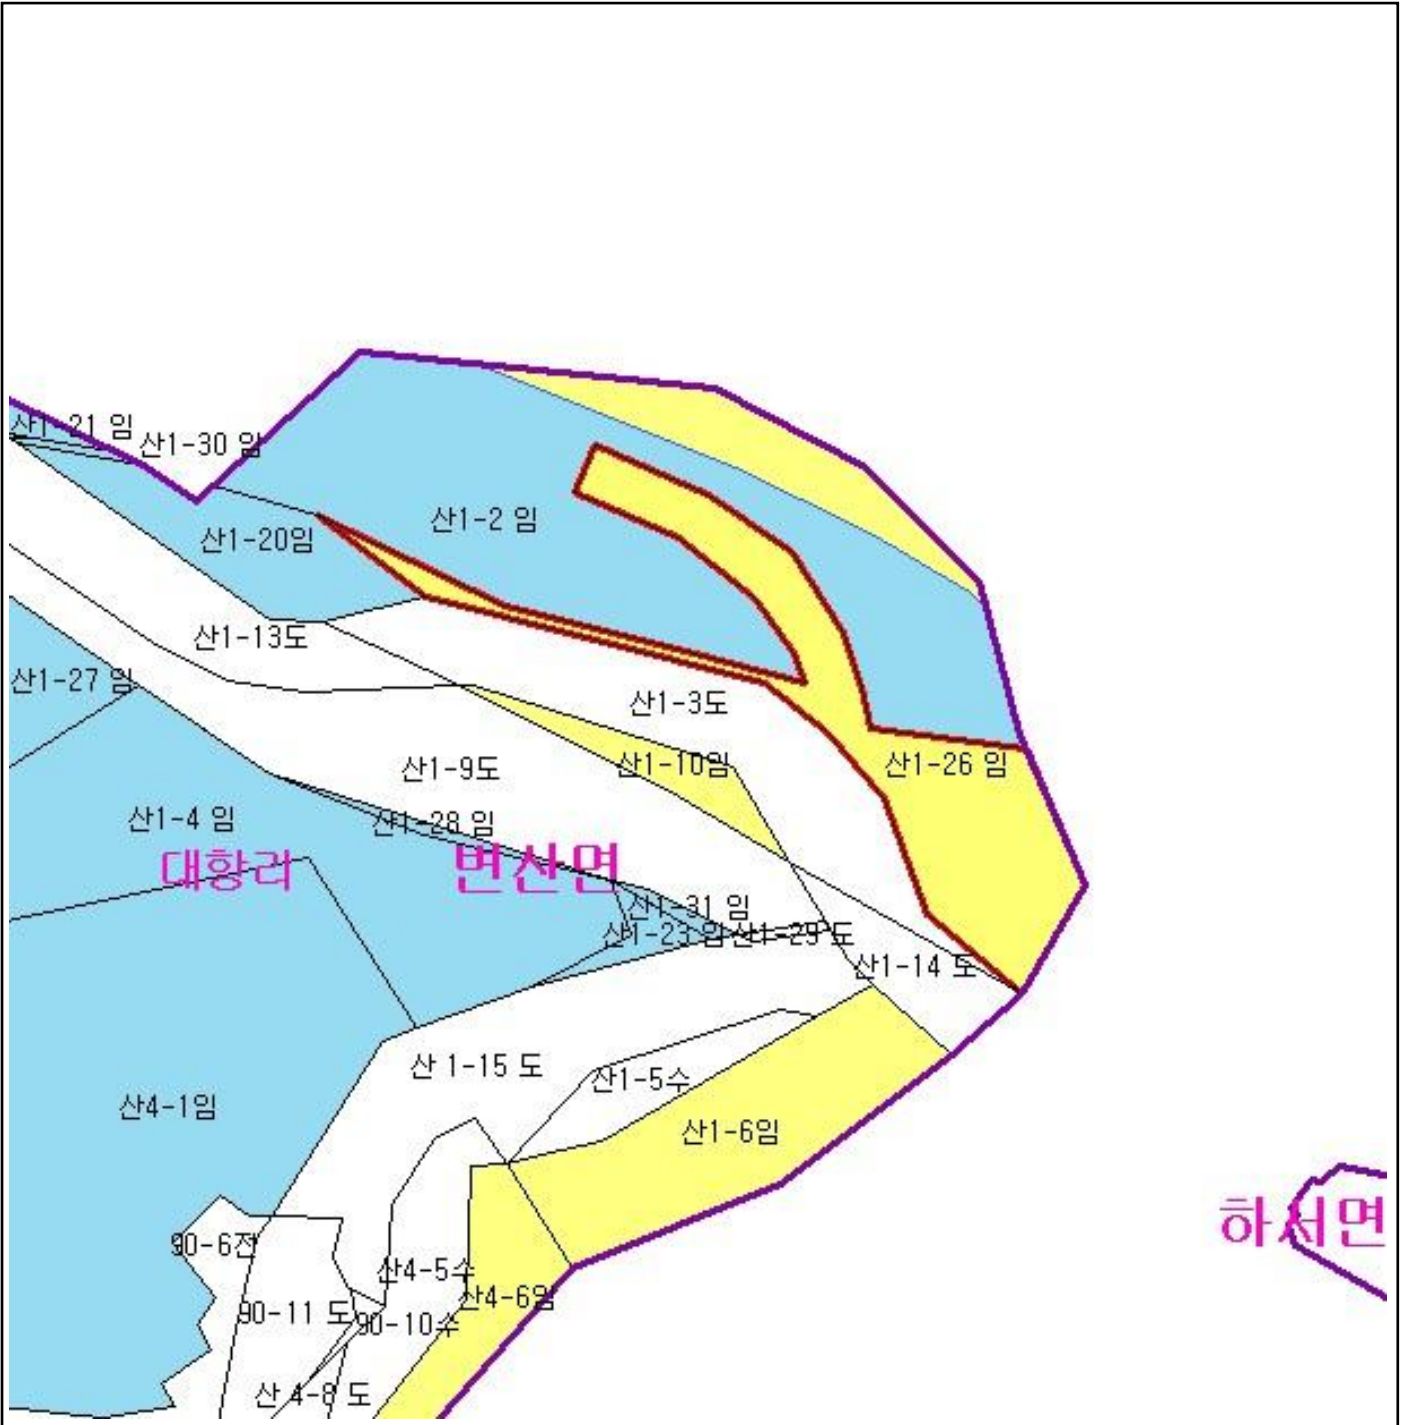 산1-21 임
산1-30 임
산1-2 임
산1-20임
산1-13도
산1-27 임
산1-3도
산1-10임
산1-26 임
산1-9도
산1-4 임
산1-28 임
대항리
변산면
산1-31 임
산1-23 임
산1-29 도
산1-14 도
산 1-15 도
산1-5수
산4-1임
산1-6임
하서면
90-6전
산4-5수
산4-6임
90-11 도
90-10수
산 4-8 도